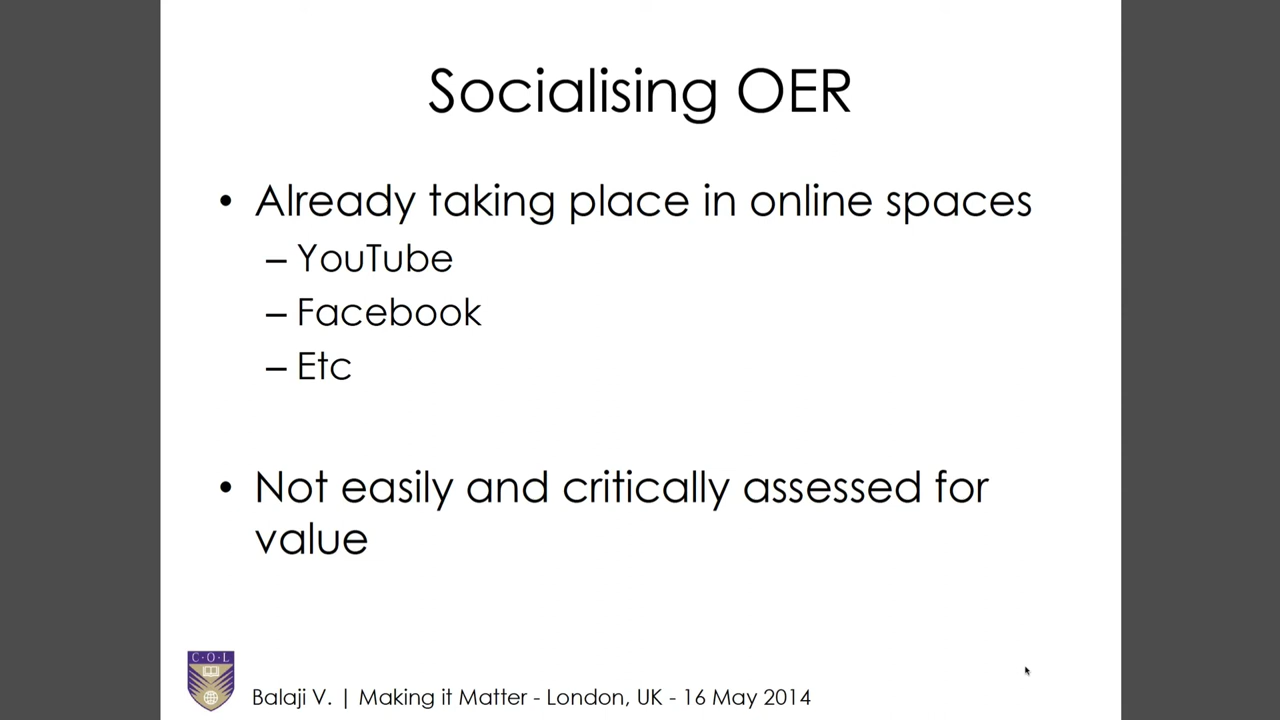 Socialising OER
• Already taking place in online spaces
– YouTube
– Facebook
– Etc
• Not easily and critically assessed for
value
C·O·L
Balaji V. | Making it Matter - London, UK - 16 May 2014